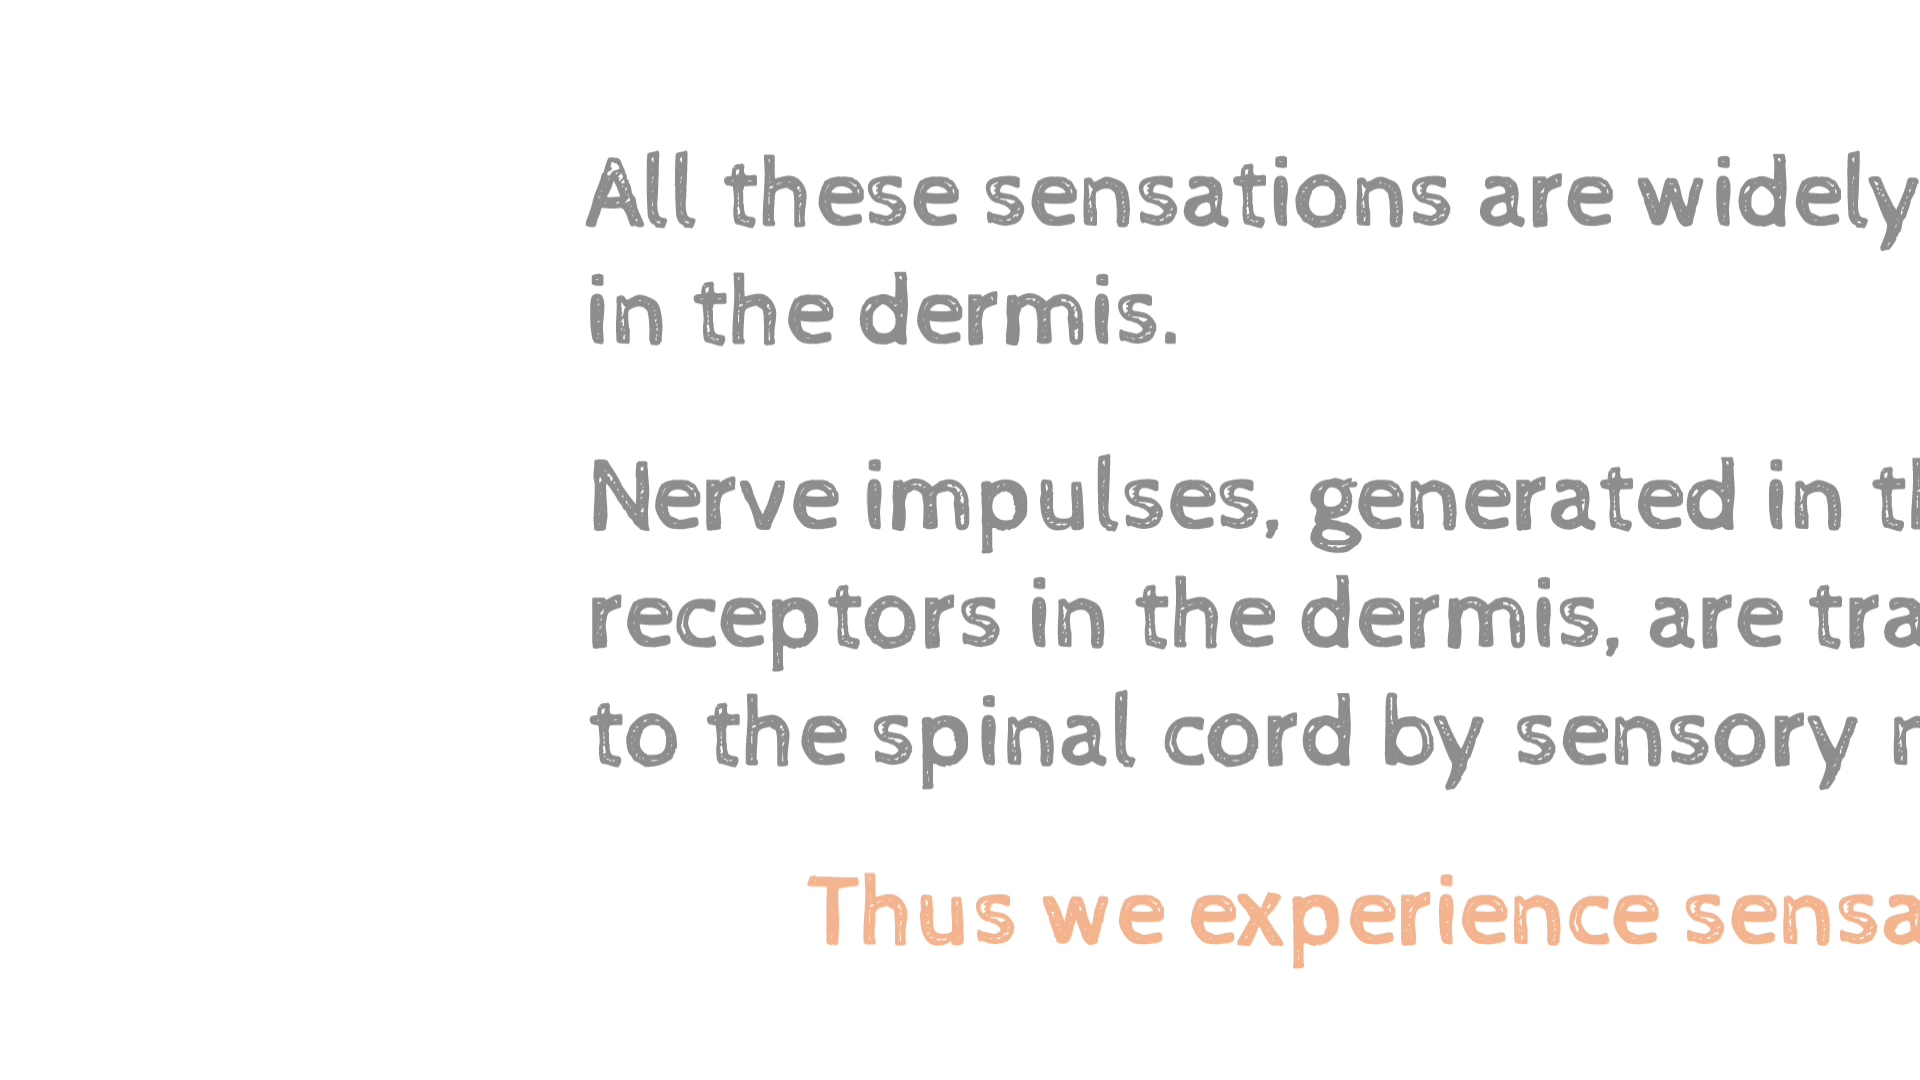 All these sensations are widely
in the dermis.
Nerve impulses, generated in
receptors in the dermis, are
to the spinal cord by sensory
Thus we experience